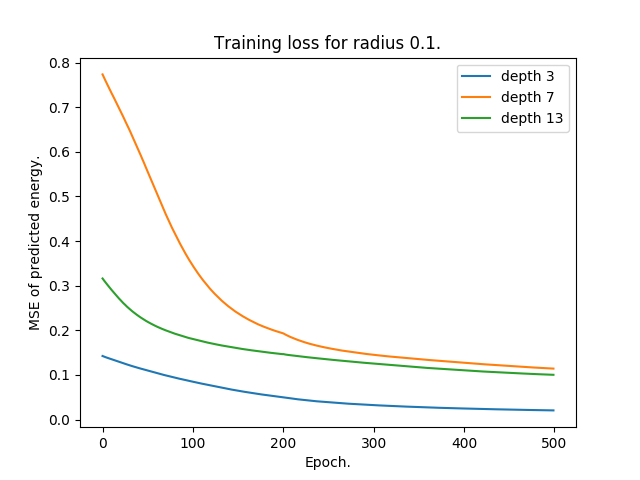 Training loss for radius 0.1.
0.8
0.7
0.6
0.5
0.4
0.3
0.2
0.1
0.0
MSE of predicted energy.
depth 3
depth 7
depth 13
0 100 200 300 400 500
Epoch.